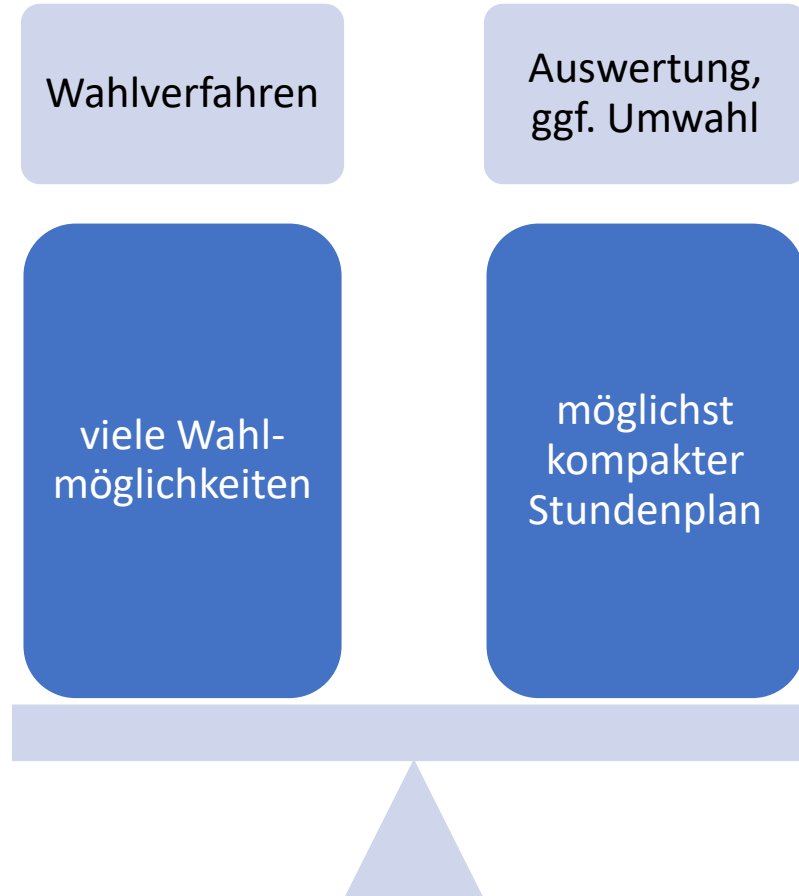 Wahlverfahren
Auswertung,
ggf. Umwahl
viele Wahl-
möglichkeiten
möglichst
kompakter
Stundenplan